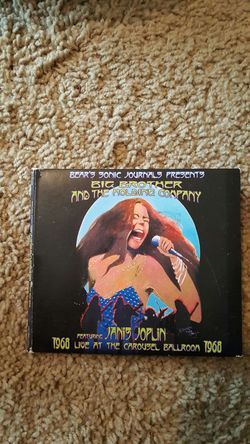 BEAR'S SONIC JOURNALS PRESENTS
BIG BROTHER
AND THE HOLDING COMPANY
FEATURING JANIS JOPLIN
1968 LIVE AT THE CAROUSEL BALLROOM 1968